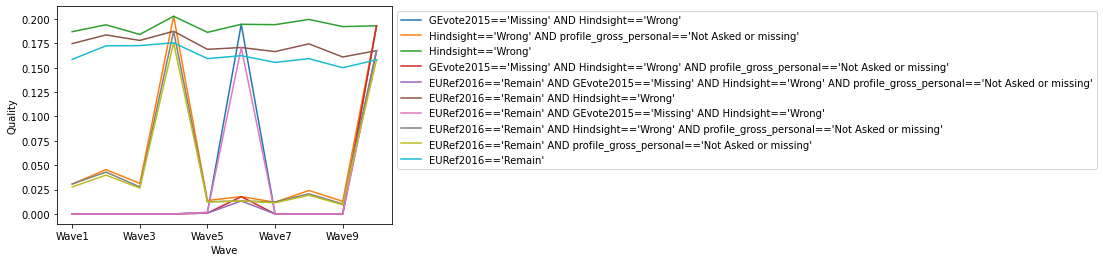 0.200
0.175
0.150
0.125
0.100
0.075
0.050
0.025
0.000
Quality
Wave1 Wave3 Wave5 Wave7 Wave9
Wave
GEvote2015=='Missing' AND Hindsight=='Wrong'
Hindsight=='Wrong' AND profile_gross_personal=='Not Asked or missing'
Hindsight=='Wrong'
GEvote2015=='Missing' AND Hindsight=='Wrong' AND profile_gross_personal=='Not Asked or missing'
EURef2016=='Remain' AND GEvote2015=='Missing' AND Hindsight=='Wrong' AND profile_gross_personal=='Not Asked or missing'
EURef2016=='Remain' AND Hindsight=='Wrong'
EURef2016=='Remain' AND GEvote2015=='Missing' AND Hindsight=='Wrong'
EURef2016=='Remain' AND Hindsight=='Wrong' AND profile_gross_personal=='Not Asked or missing'
EURef2016=='Remain' AND profile_gross_personal=='Not Asked or missing'
EURef2016=='Remain'